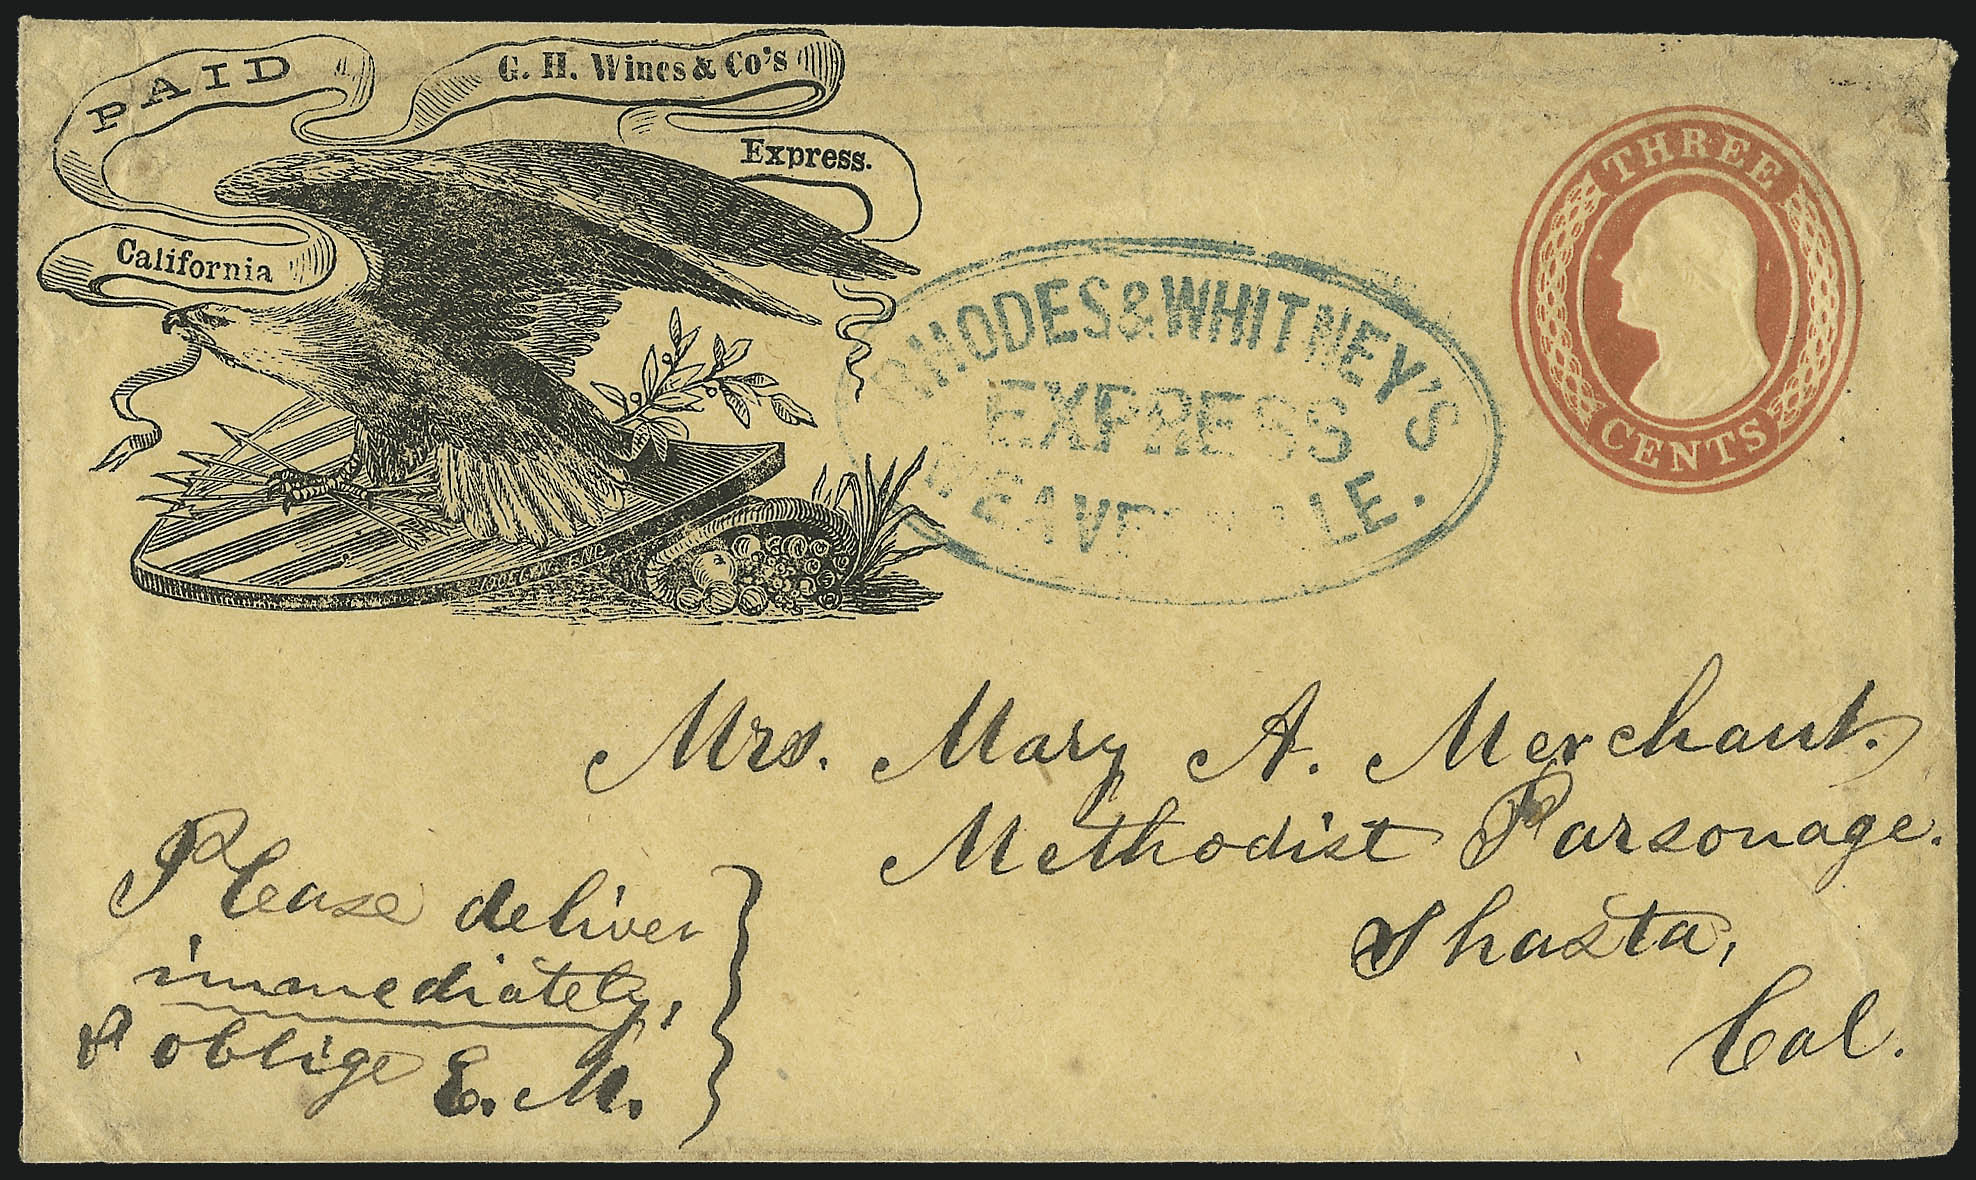 PAID
G. H. Wines & Co's
Express.
California
THREE
CENTS
RHODES & WHITNEY'S
EXPRESS
Mrs. Mary A. Merchant.
Methodist Parsonage.
Shasta,
Cal.
Please deliver
immediately,
& oblige
E. M.